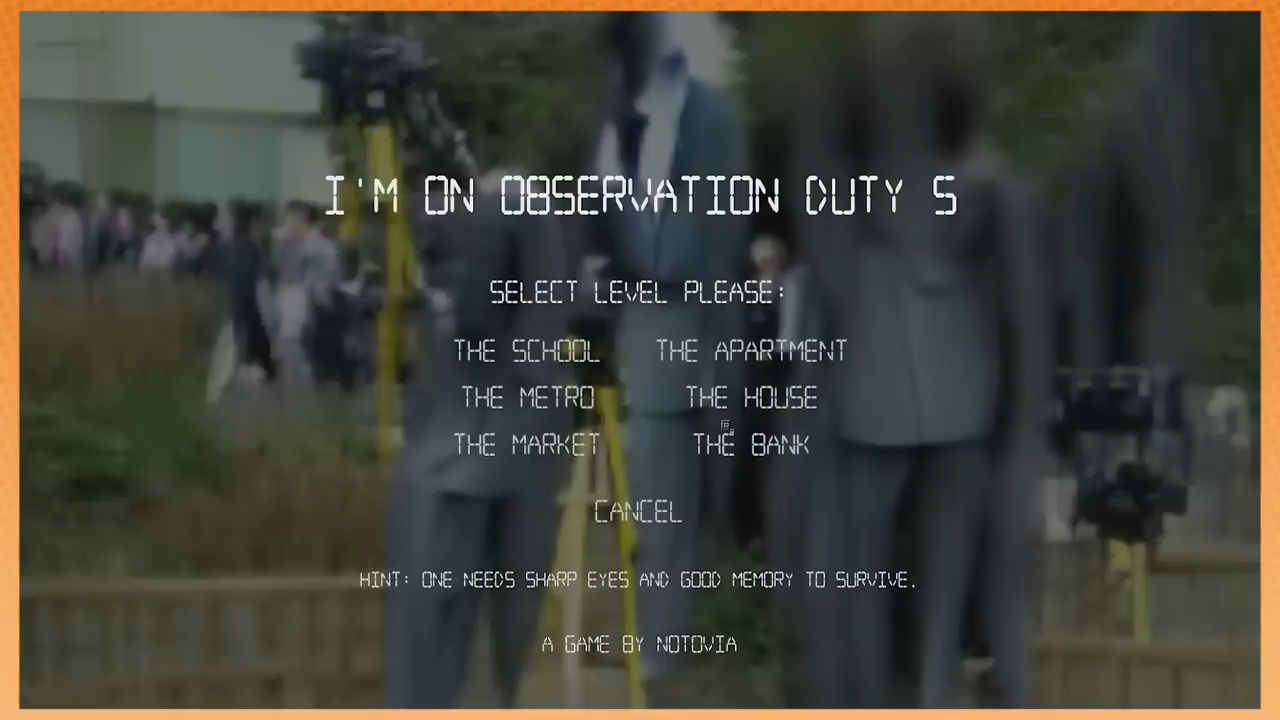 I'M ON OBSERVATION DUTY 5
SELECT LEVEL PLEASE:
THE SCHOOL THE APARTMENT
THE METRO THE HOUSE
THE MARKET THE BANK
CANCEL
HINT: ONE NEEDS SHARP EYES AND GOOD MEMORY TO SURVIVE.
A GAME BY NOTOVIA